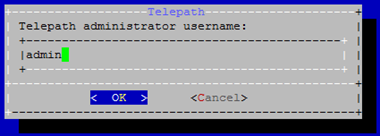 Telepath
Telepath administrator username:
admin
< OK > <Cancel>